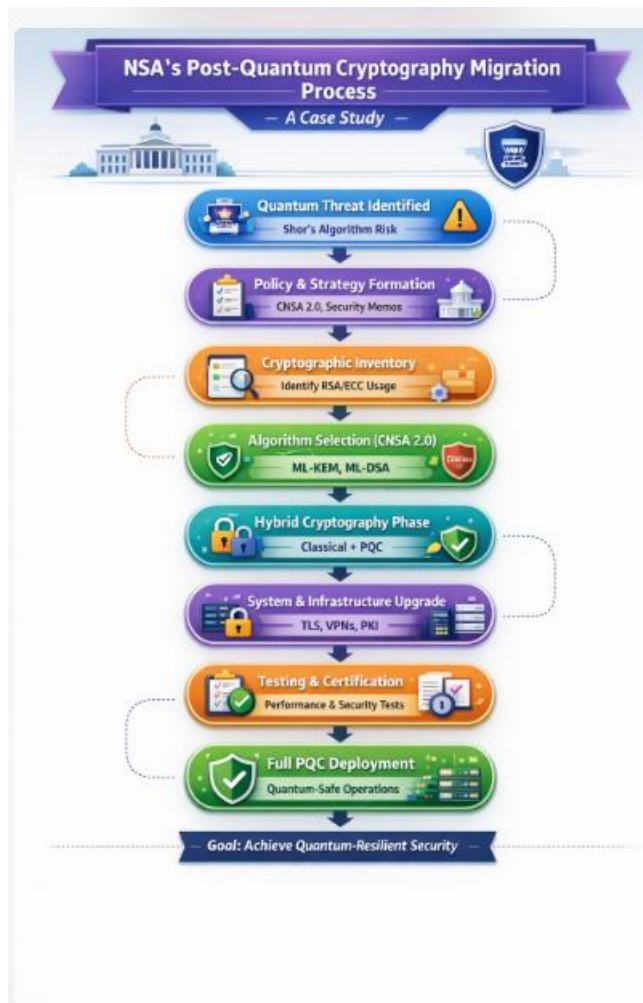 NSA's Post-Quantum Cryptography Migration
Process
— A Case Study —
Quantum Threat Identified
Shor's Algorithm Risk
Policy & Strategy Formation
CNSA 2.0, Security Memos
Cryptographic Inventory
Identify RSA/ECC Usage
Algorithm Selection (CNSA 2.0)
ML-KEM, ML-DSA
Hybrid Cryptography Phase
Classical + PQC
System & Infrastructure Upgrade
TLS, VPNs, PKI
Testing & Certification
Performance & Security Tests
Full PQC Deployment
Quantum-Safe Operations
— Goal: Achieve Quantum-Resilient Security —